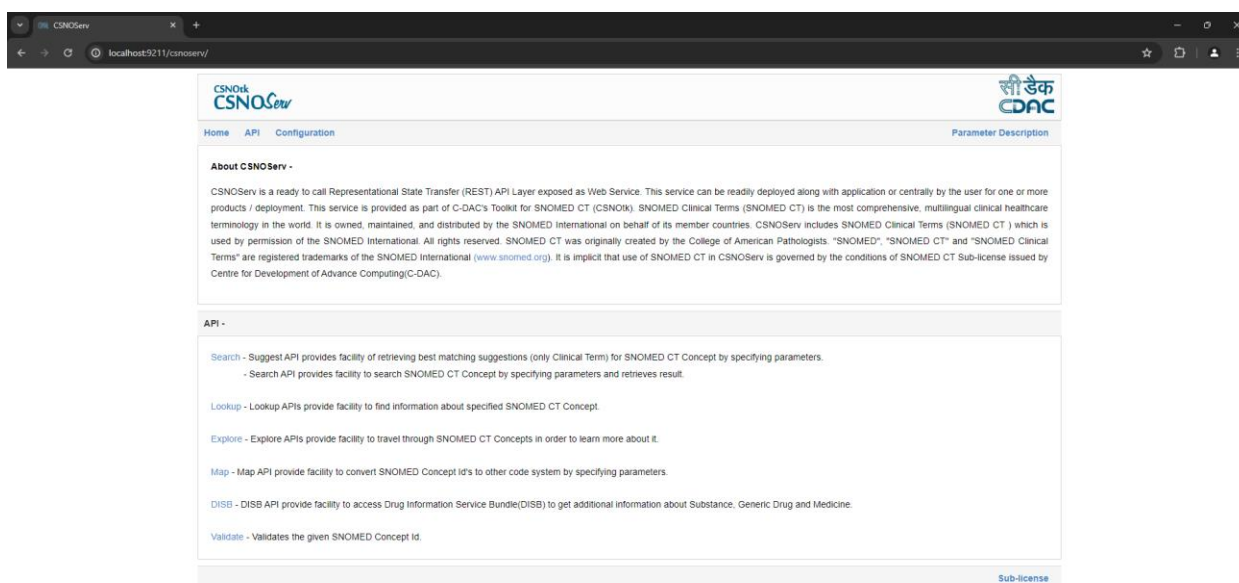 CSNOServ
localhost:9211/csnoserv/
CSNOtk
CSNOServ
सी डैक
CDAC
Home API Configuration Parameter Description
About CSNOServ -
CSNOServ is a ready to call Representational State Transfer (REST) API Layer exposed as Web Service. This service can be readily deployed along with application or centrally by the user for one or more
products / deployment. This service is provided as part of C-DAC's Toolkit for SNOMED CT (CSNOtk). SNOMED Clinical Terms (SNOMED CT) is the most comprehensive, multilingual clinical healthcare
terminology in the world. It is owned, maintained, and distributed by the SNOMED International on behalf of its member countries. CSNOServ includes SNOMED Clinical Terms (SNOMED CT ) which is
used by permission of the SNOMED International. All rights reserved. SNOMED CT was originally created by the College of American Pathologists. "SNOMED", "SNOMED CT" and "SNOMED Clinical
Terms" are registered trademarks of the SNOMED International (www.snomed.org). It is implicit that use of SNOMED CT in CSNOServ is governed by the conditions of SNOMED CT Sub-license issued by
Centre for Development of Advance Computing(C-DAC).
API -
Search - Suggest API provides facility of retrieving best matching suggestions (only Clinical Term) for SNOMED CT Concept by specifying parameters.
- Search API provides facility to search SNOMED CT Concept by specifying parameters and retrieves result.
Lookup - Lookup APIs provide facility to find information about specified SNOMED CT Concept.
Explore - Explore APIs provide facility to travel through SNOMED CT Concepts in order to learn more about it.
Map - Map API provide facility to convert SNOMED Concept Id's to other code system by specifying parameters.
DISB - DISB API provide facility to access Drug Information Service Bundle(DISB) to get additional information about Substance, Generic Drug and Medicine.
Validate - Validates the given SNOMED Concept Id.
Sub-license